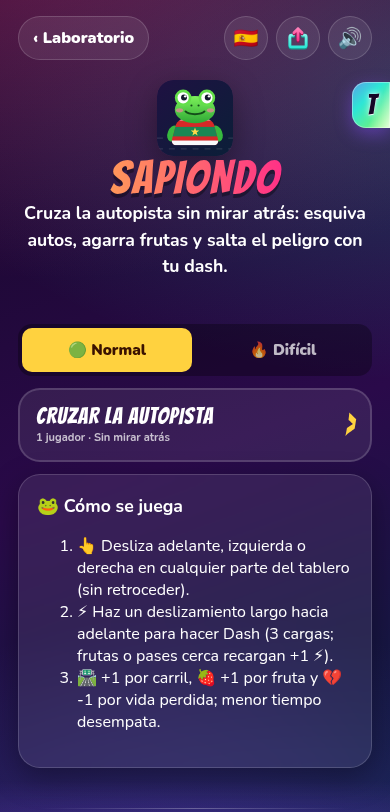 ‹ Laboratorio
T
SAPIONDO
Cruza la autopista sin mirar atrás: esquiva
autos, agarra frutas y salta el peligro con
tu dash.
Normal
Difícil
CRUZAR LA AUTOPISTA
1 jugador · Sin mirar atrás
🐸 Cómo se juega
1. 👆 Desliza adelante, izquierda o
derecha en cualquier parte del tablero
(sin retroceder).
2. ⚡ Haz un deslizamiento largo hacia
adelante para hacer Dash (3 cargas;
frutas o pases cerca recargan +1 ⚡).
3. 🛣️ +1 por carril, 🍓 +1 por fruta y 💔
-1 por vida perdida; menor tiempo
desempata.